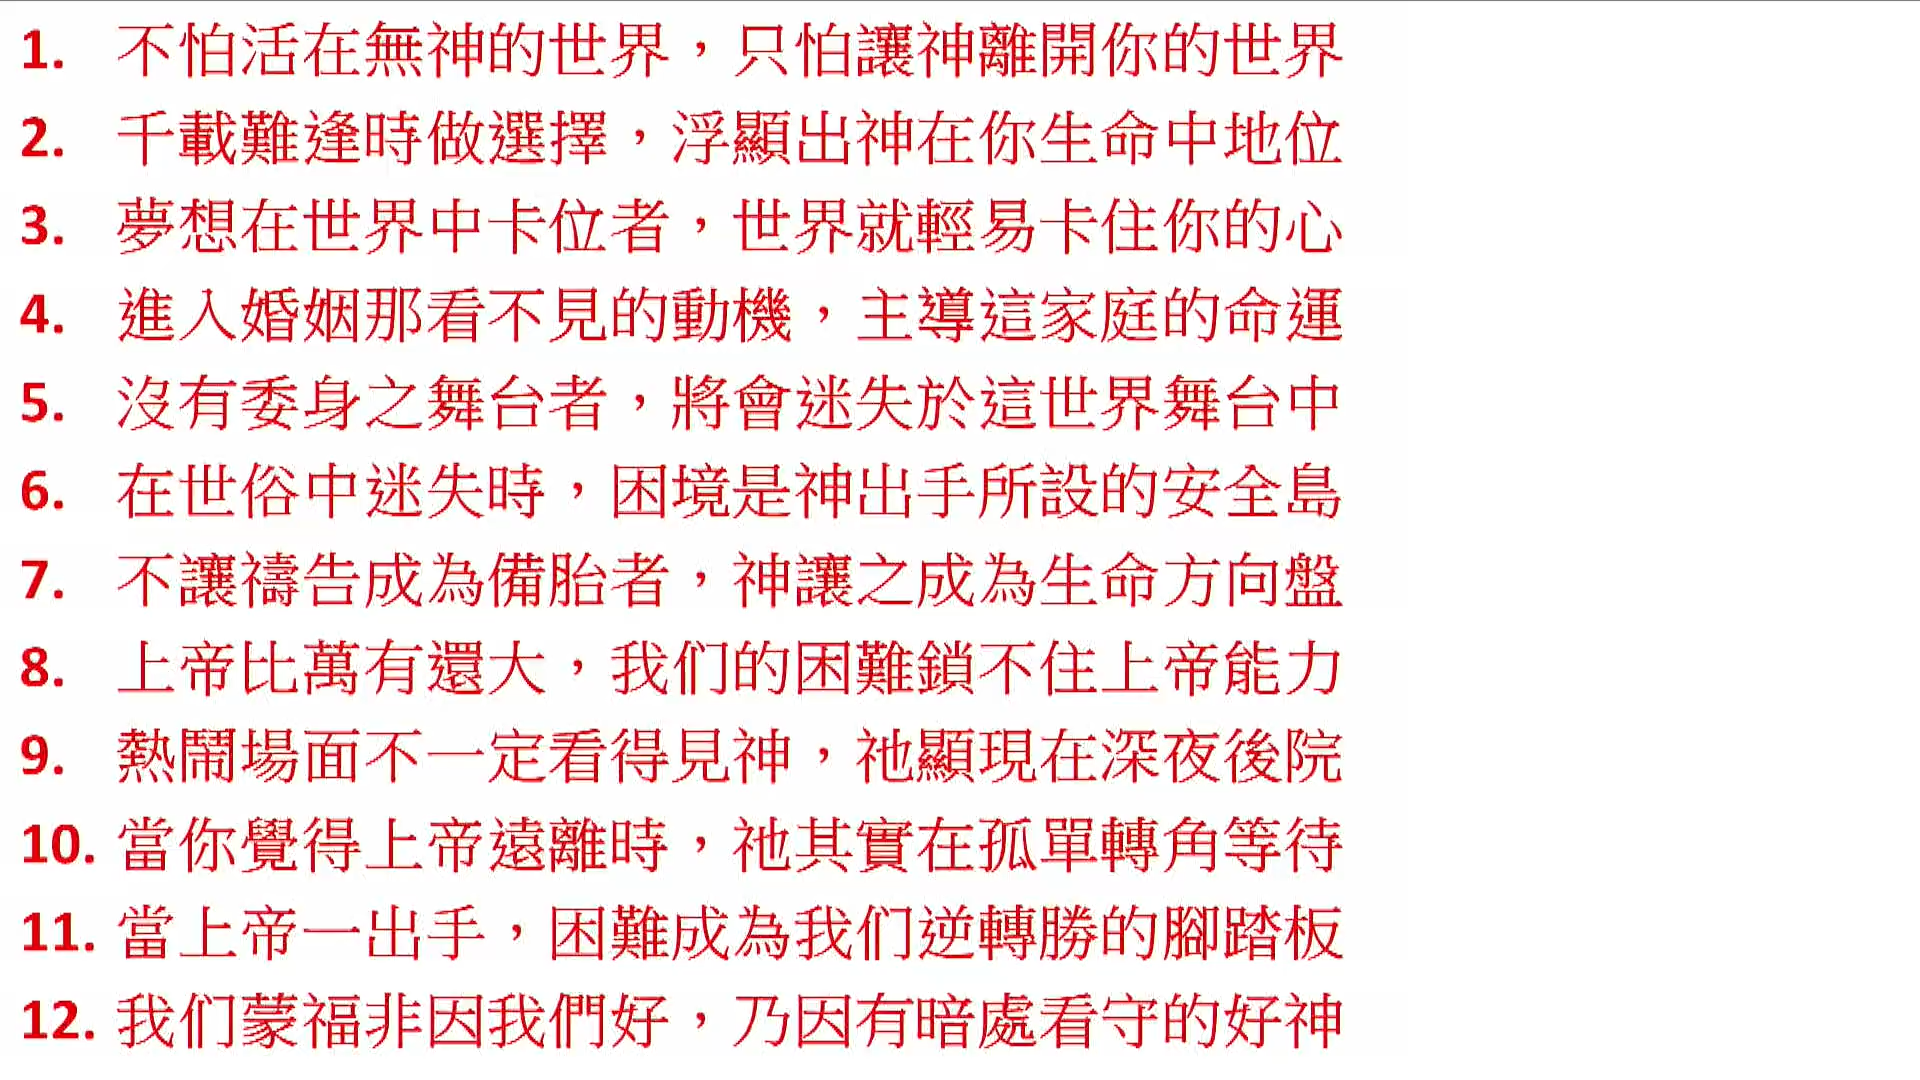 1. 不怕活在無神的世界，只怕讓神離開你的世界
2. 千載難逢時做選擇，浮顯出神在你生命中地位
3. 夢想在世界中卡位者，世界就輕易卡住你的心
4. 進入婚姻那看不見的動機，主導這家庭的命運
5. 沒有委身之舞台者，將會迷失於這世界舞台中
6. 在世俗中迷失時，困境是神出手所設的安全島
7. 不讓禱告成為備胎者，神讓之成為生命方向盤
8. 上帝比萬有還大，我们的困難鎖不住上帝能力
9. 熱鬧場面不一定看得見神，祂顯現在深夜後院
10. 當你覺得上帝遠離時，祂其實在孤單轉角等待
11. 當上帝一出手，困難成為我们逆轉勝的腳踏板
12. 我们蒙福非因我們好，乃因有暗處看守的好神